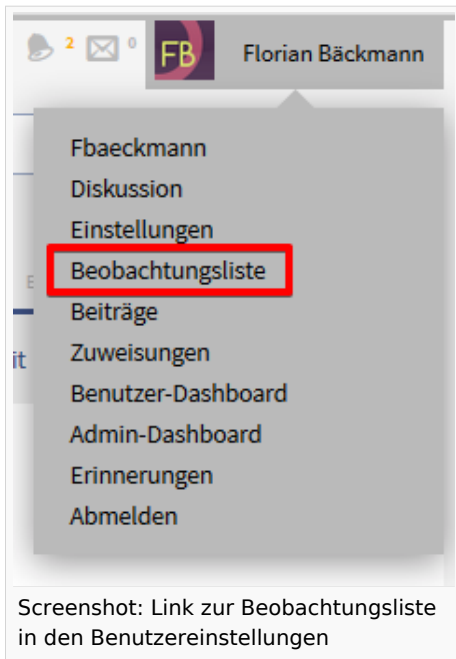 2 0 FB Florian Bäckmann
Fbaeckmann
Diskussion
Einstellungen
Beobachtungsliste
E
Beiträge
it Zuweisungen
Benutzer-Dashboard
Admin-Dashboard
Erinnerungen
Abmelden
Screenshot: Link zur Beobachtungsliste
in den Benutzereinstellungen